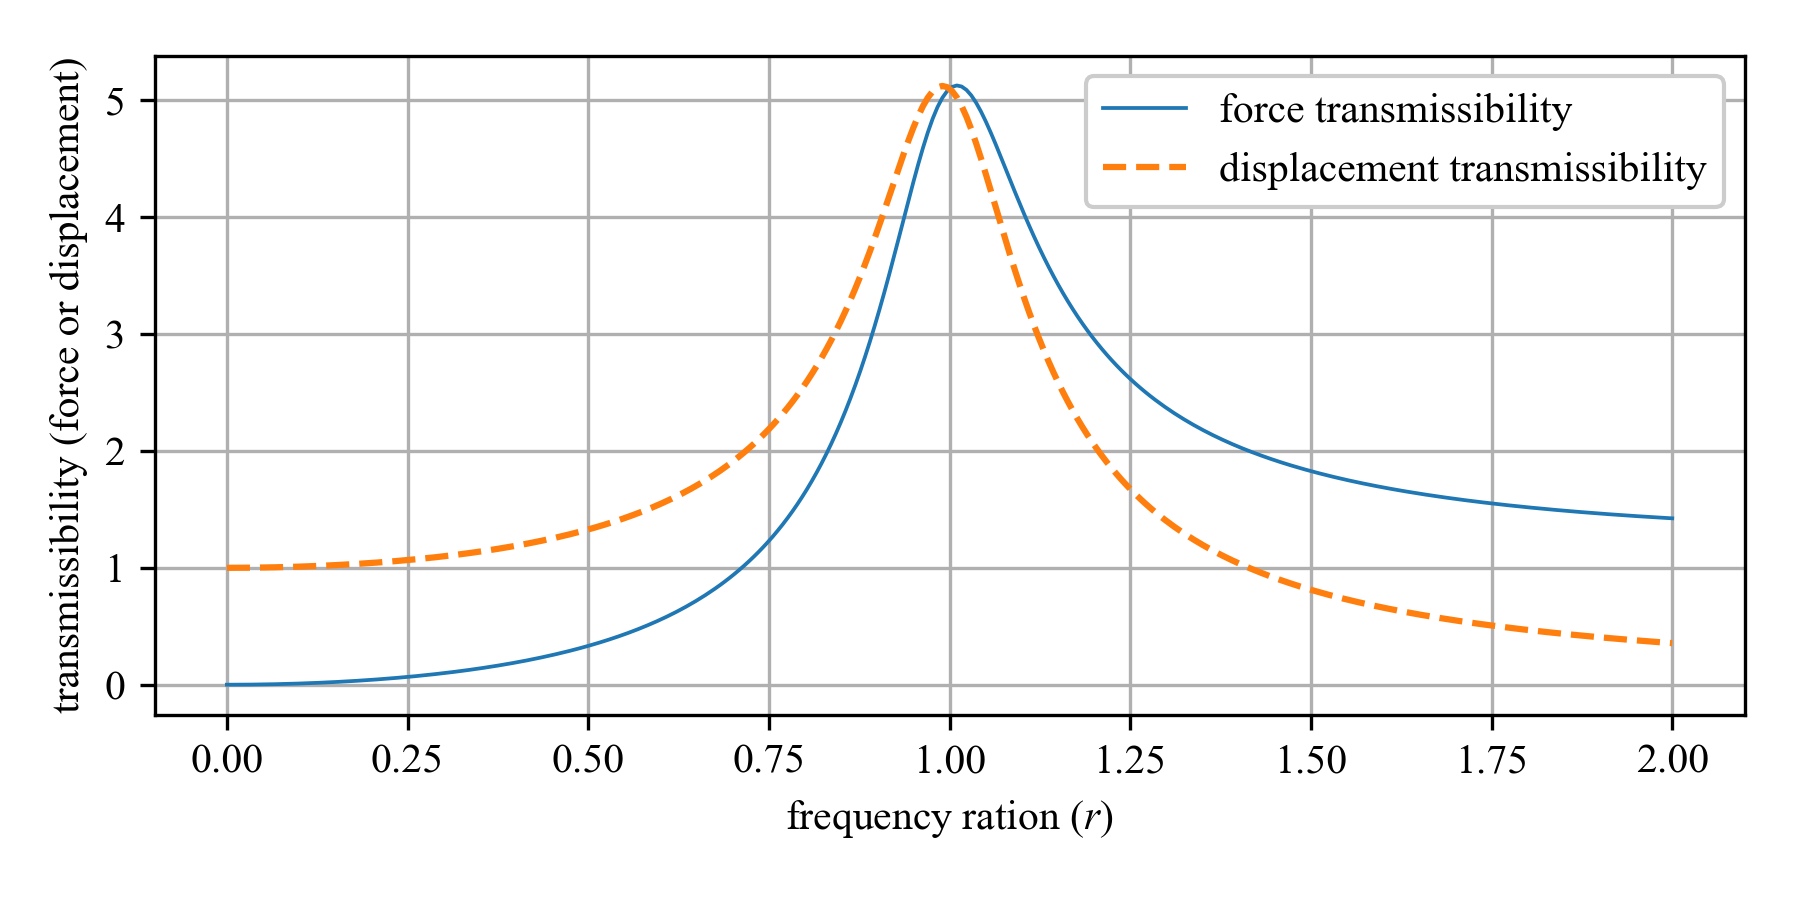 transmissibility (force or displacement)
5
4
3
2
1
0
force transmissibility
displacement transmissibility
0.00 0.25 0.50 0.75 1.00 1.25 1.50 1.75 2.00
frequency ration (r)